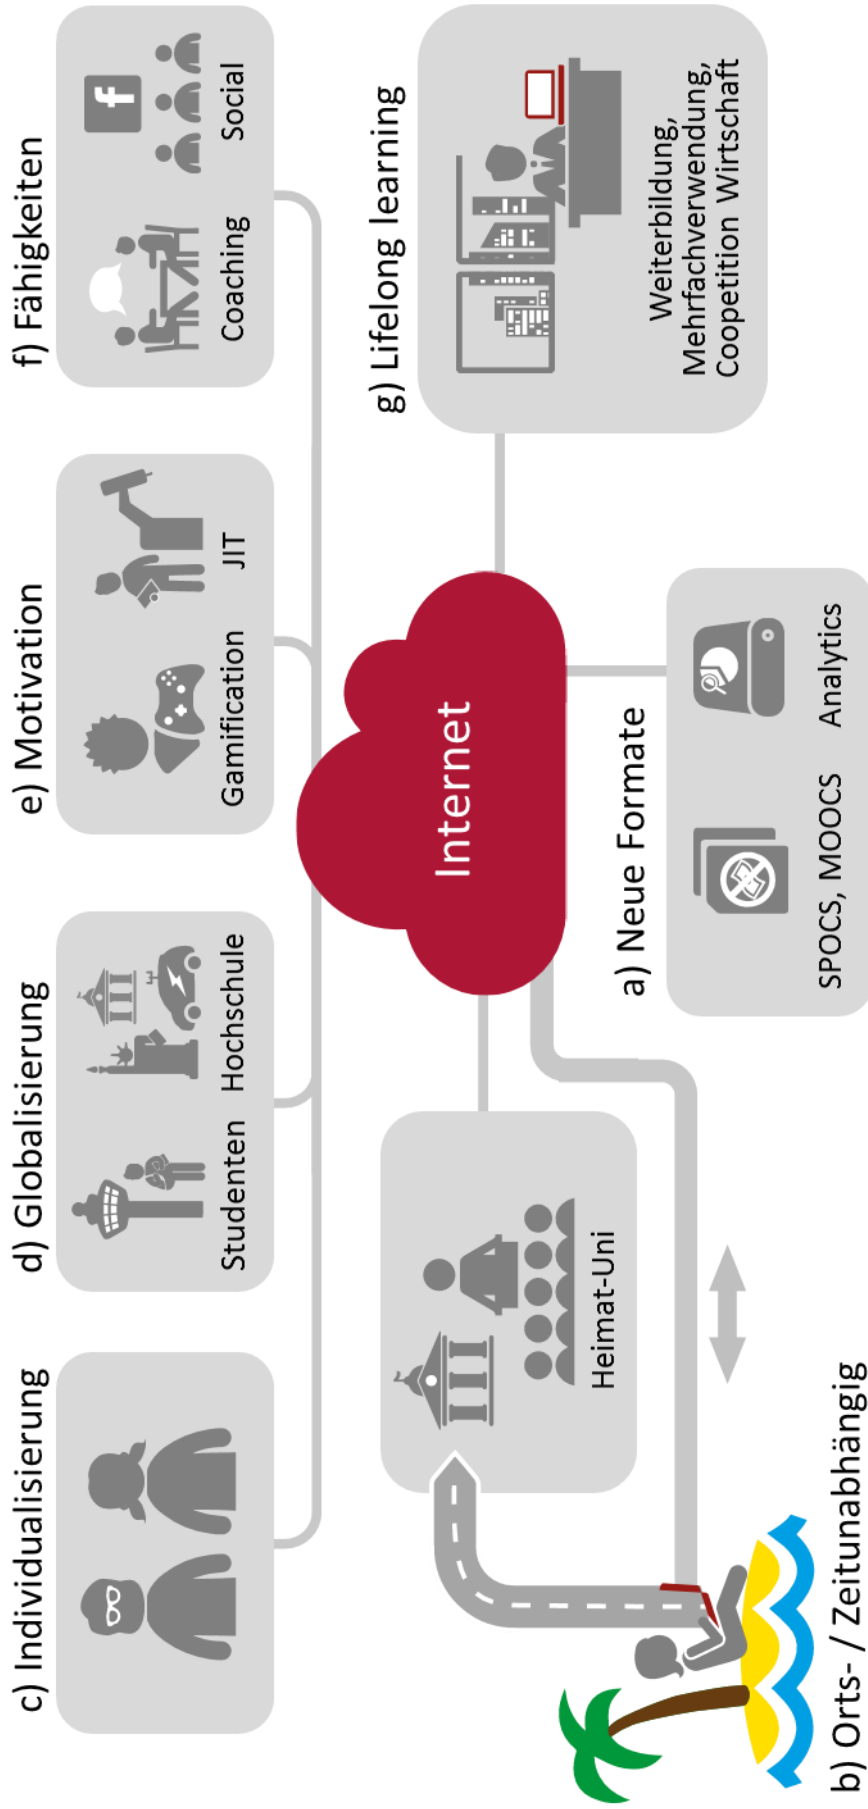 c) Individualisierung
d) Globalisierung
Studenten
Hochschule
e) Motivation
Gamification
JIT
f) Fähigkeiten
Coaching
f
Social
Internet
Heimat-Uni
g) Lifelong learning
Weiterbildung,
Mehrfachverwendung,
Coopetition Wirtschaft
a) Neue Formate
SPOCS, MOOCS
Analytics
b) Orts- / Zeitunabhängig